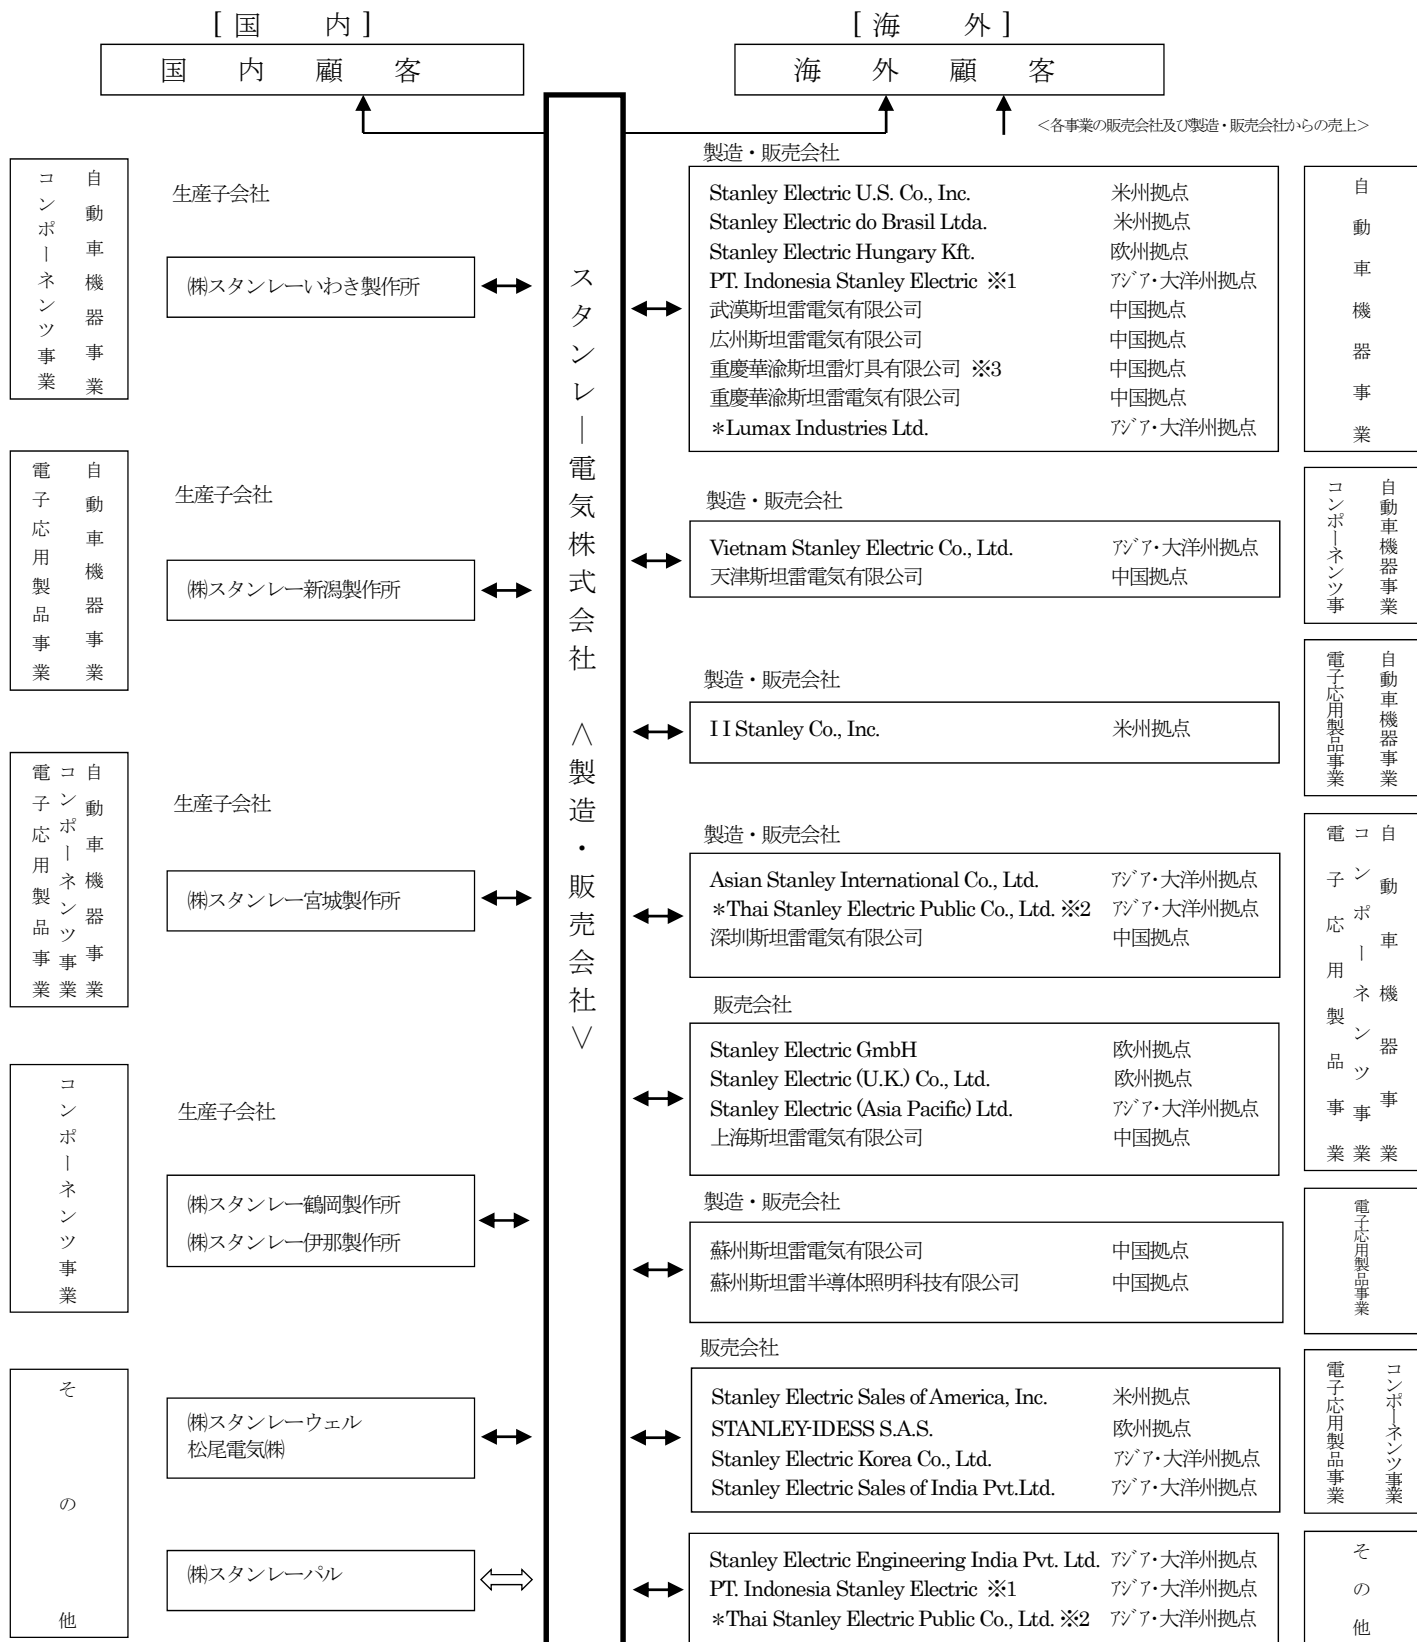 [ 国 内 ]
国 内 顧 客
[ 海 外 ]
海 外 顧 客
＜各事業の販売会社及び製造・販売会社からの売上＞
自動車機器事業
コンポーネンツ事業
生産子会社
㈱スタンレーいわき製作所
自動車機器事業
電子応用製品事業
生産子会社
㈱スタンレー新潟製作所
自動車機器事業
コンポーネンツ事業
電子応用製品事業
生産子会社
㈱スタンレー宮城製作所
コンポーネンツ事業
生産子会社
㈱スタンレー鶴岡製作所
㈱スタンレー伊那製作所
その他
㈱スタンレーウェル
松尾電気㈱
㈱スタンレーパル
スタンレー電気株式会社 ＜製造・販売会社＞
製造・販売会社
Stanley Electric U.S. Co., Inc. 米州拠点
Stanley Electric do Brasil Ltda. 米州拠点
Stanley Electric Hungary Kft. 欧州拠点
PT. Indonesia Stanley Electric ※1 ｱｼﾞｱ・大洋州拠点
武漢斯坦雷電気有限公司 中国拠点
広州斯坦雷電気有限公司 中国拠点
重慶華渝斯坦雷灯具有限公司 ※3 中国拠点
重慶華渝斯坦雷電気有限公司 中国拠点
＊Lumax Industries Ltd. ｱｼﾞｱ・大洋州拠点
自動車機器事業
製造・販売会社
Vietnam Stanley Electric Co., Ltd. ｱｼﾞｱ・大洋州拠点
天津斯坦雷電気有限公司 中国拠点
自動車機器事業
コンポーネンツ事
製造・販売会社
I I Stanley Co., Inc. 米州拠点
自動車機器事業
電子応用製品事業
製造・販売会社
Asian Stanley International Co., Ltd. ｱｼﾞｱ・大洋州拠点
＊Thai Stanley Electric Public Co., Ltd. ※2 ｱｼﾞｱ・大洋州拠点
深圳斯坦雷電気有限公司 中国拠点
販売会社
Stanley Electric GmbH 欧州拠点
Stanley Electric (U.K.) Co., Ltd. 欧州拠点
Stanley Electric (Asia Pacific) Ltd. ｱｼﾞｱ・大洋州拠点
上海斯坦雷電気有限公司 中国拠点
自動車機器事業
コンポーネンツ事業
電子応用製品事業
製造・販売会社
蘇州斯坦雷電気有限公司 中国拠点
蘇州斯坦雷半導体照明科技有限公司 中国拠点
電子応用製品事業
販売会社
Stanley Electric Sales of America, Inc. 米州拠点
STANLEY-IDESS S.A.S. 欧州拠点
Stanley Electric Korea Co., Ltd. ｱｼﾞｱ・大洋州拠点
Stanley Electric Sales of India Pvt.Ltd. ｱｼﾞｱ・大洋州拠点
コンポーネンツ事業
電子応用製品事業
Stanley Electric Engineering India Pvt. Ltd. ｱｼﾞｱ・大洋州拠点
PT. Indonesia Stanley Electric ※1 ｱｼﾞｱ・大洋州拠点
＊Thai Stanley Electric Public Co., Ltd. ※2 ｱｼﾞｱ・大洋州拠点
その他